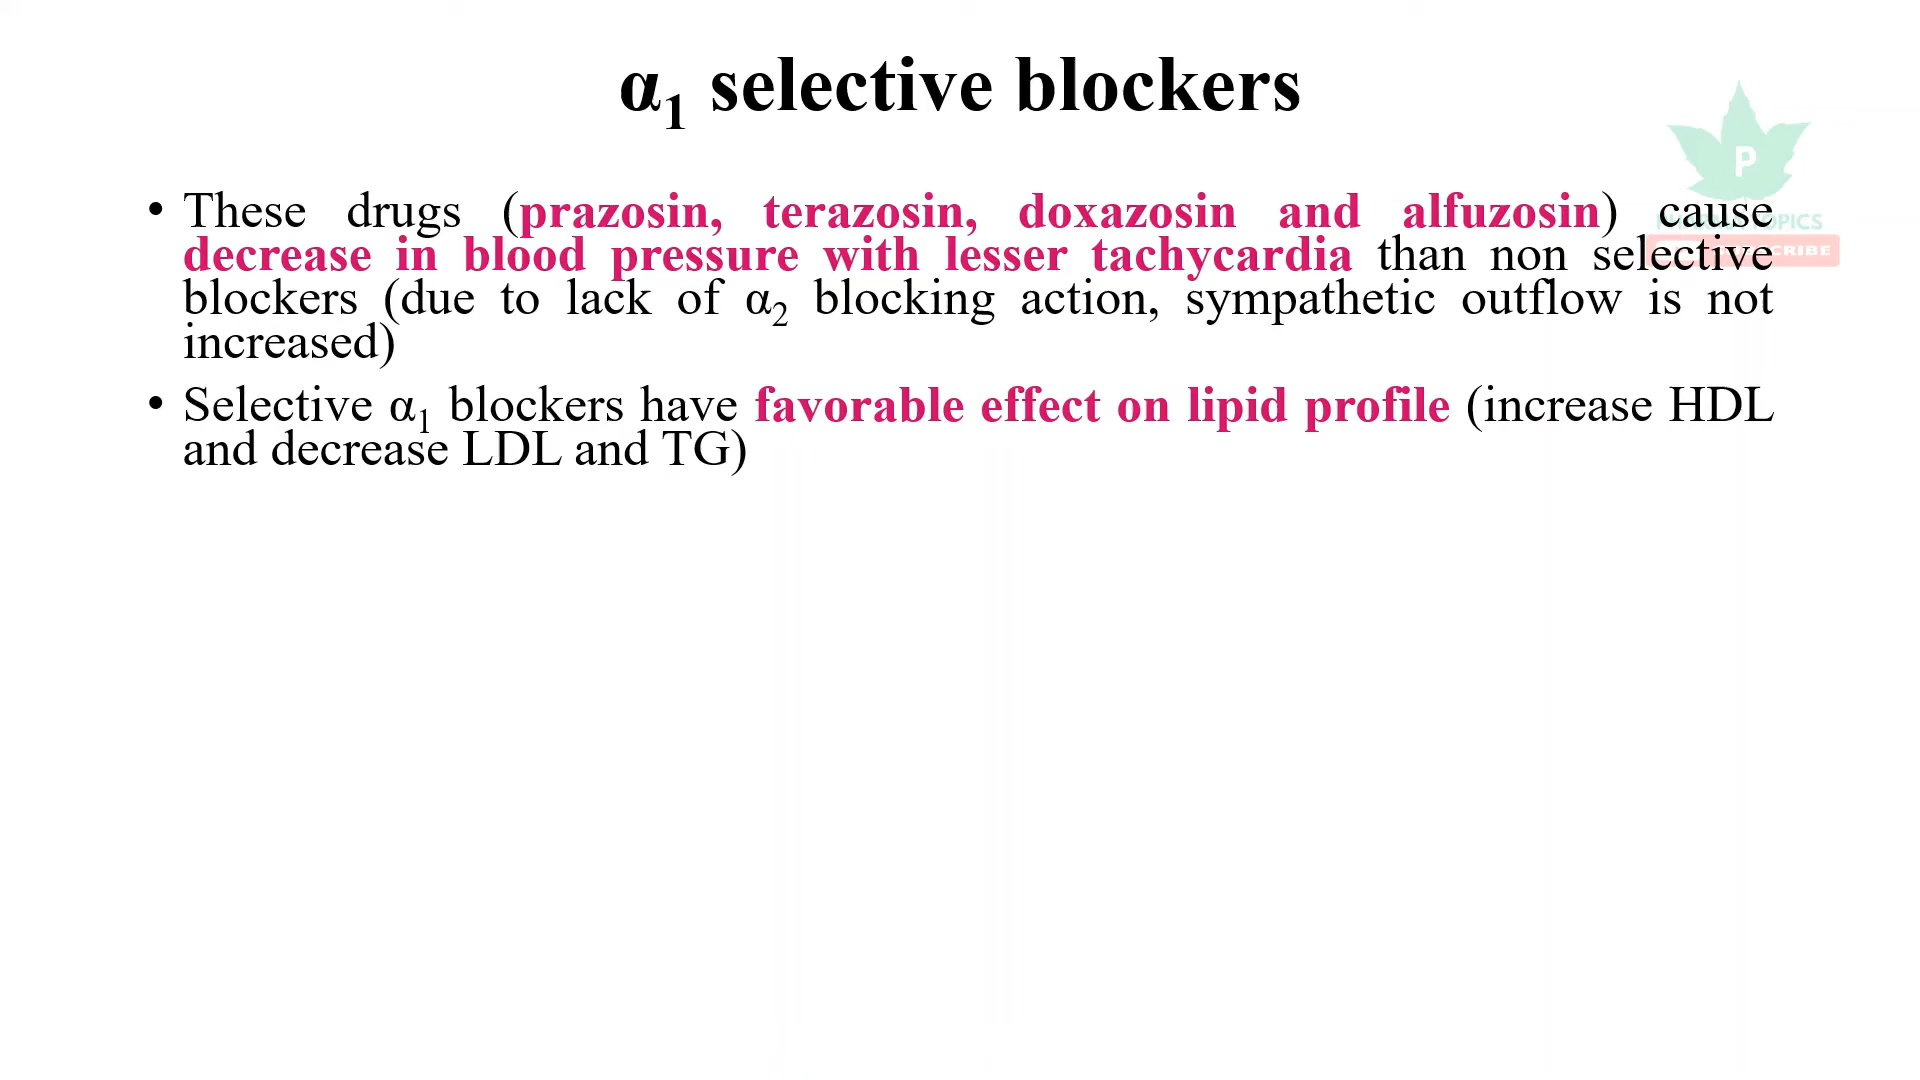 α₁ selective blockers
P
• These drugs (prazosin, terazosin, doxazosin and alfuzosin) cause
decrease in blood pressure with lesser tachycardia than non selective
blockers (due to lack of α₂ blocking action, sympathetic outflow is not
increased)
• Selective α₁ blockers have favorable effect on lipid profile (increase HDL
and decrease LDL and TG)